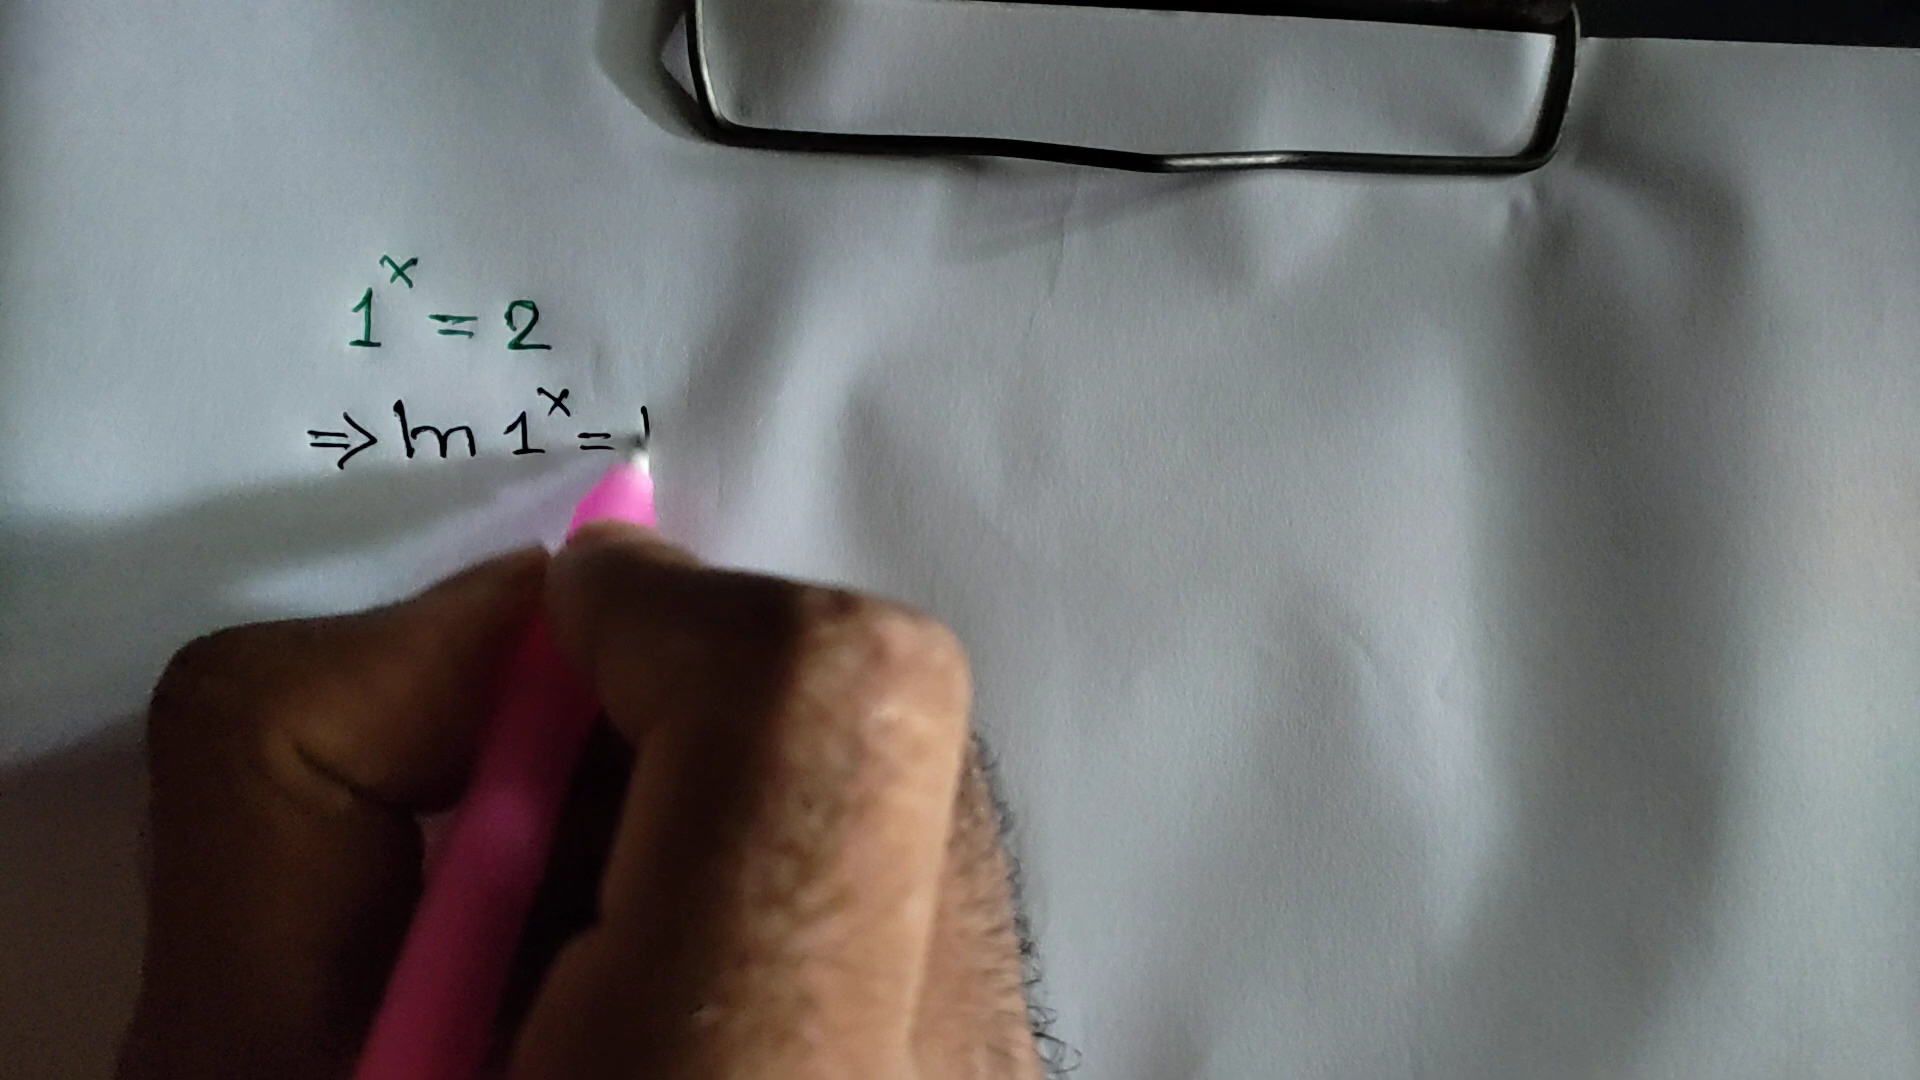 1^x = 2
⇒ ln 1^x = l